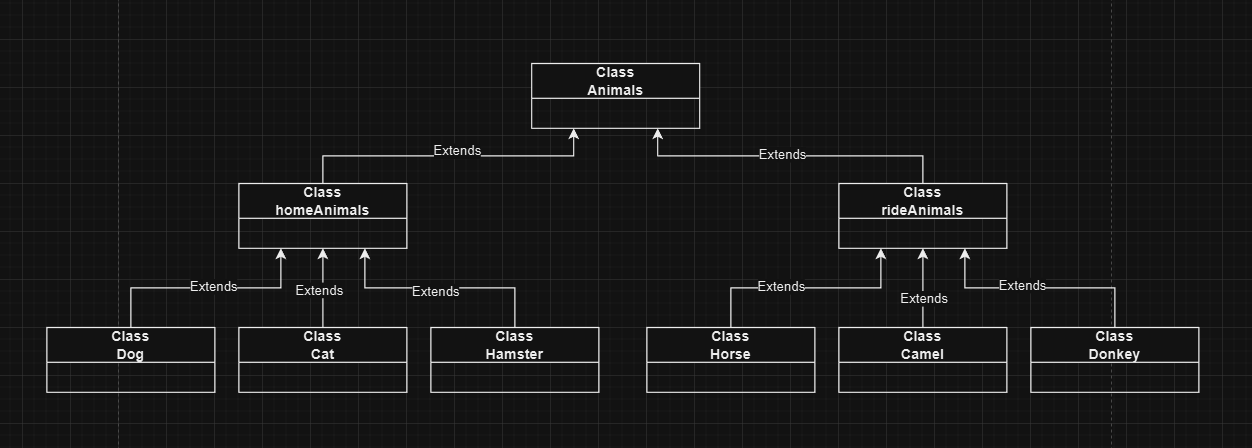 Class
Animals
Extends
Extends
Class
homeAnimals
Class
rideAnimals
Extends
Extends
Extends
Extends
Extends
Extends
Class
Dog
Class
Cat
Class
Hamster
Class
Horse
Class
Camel
Class
Donkey